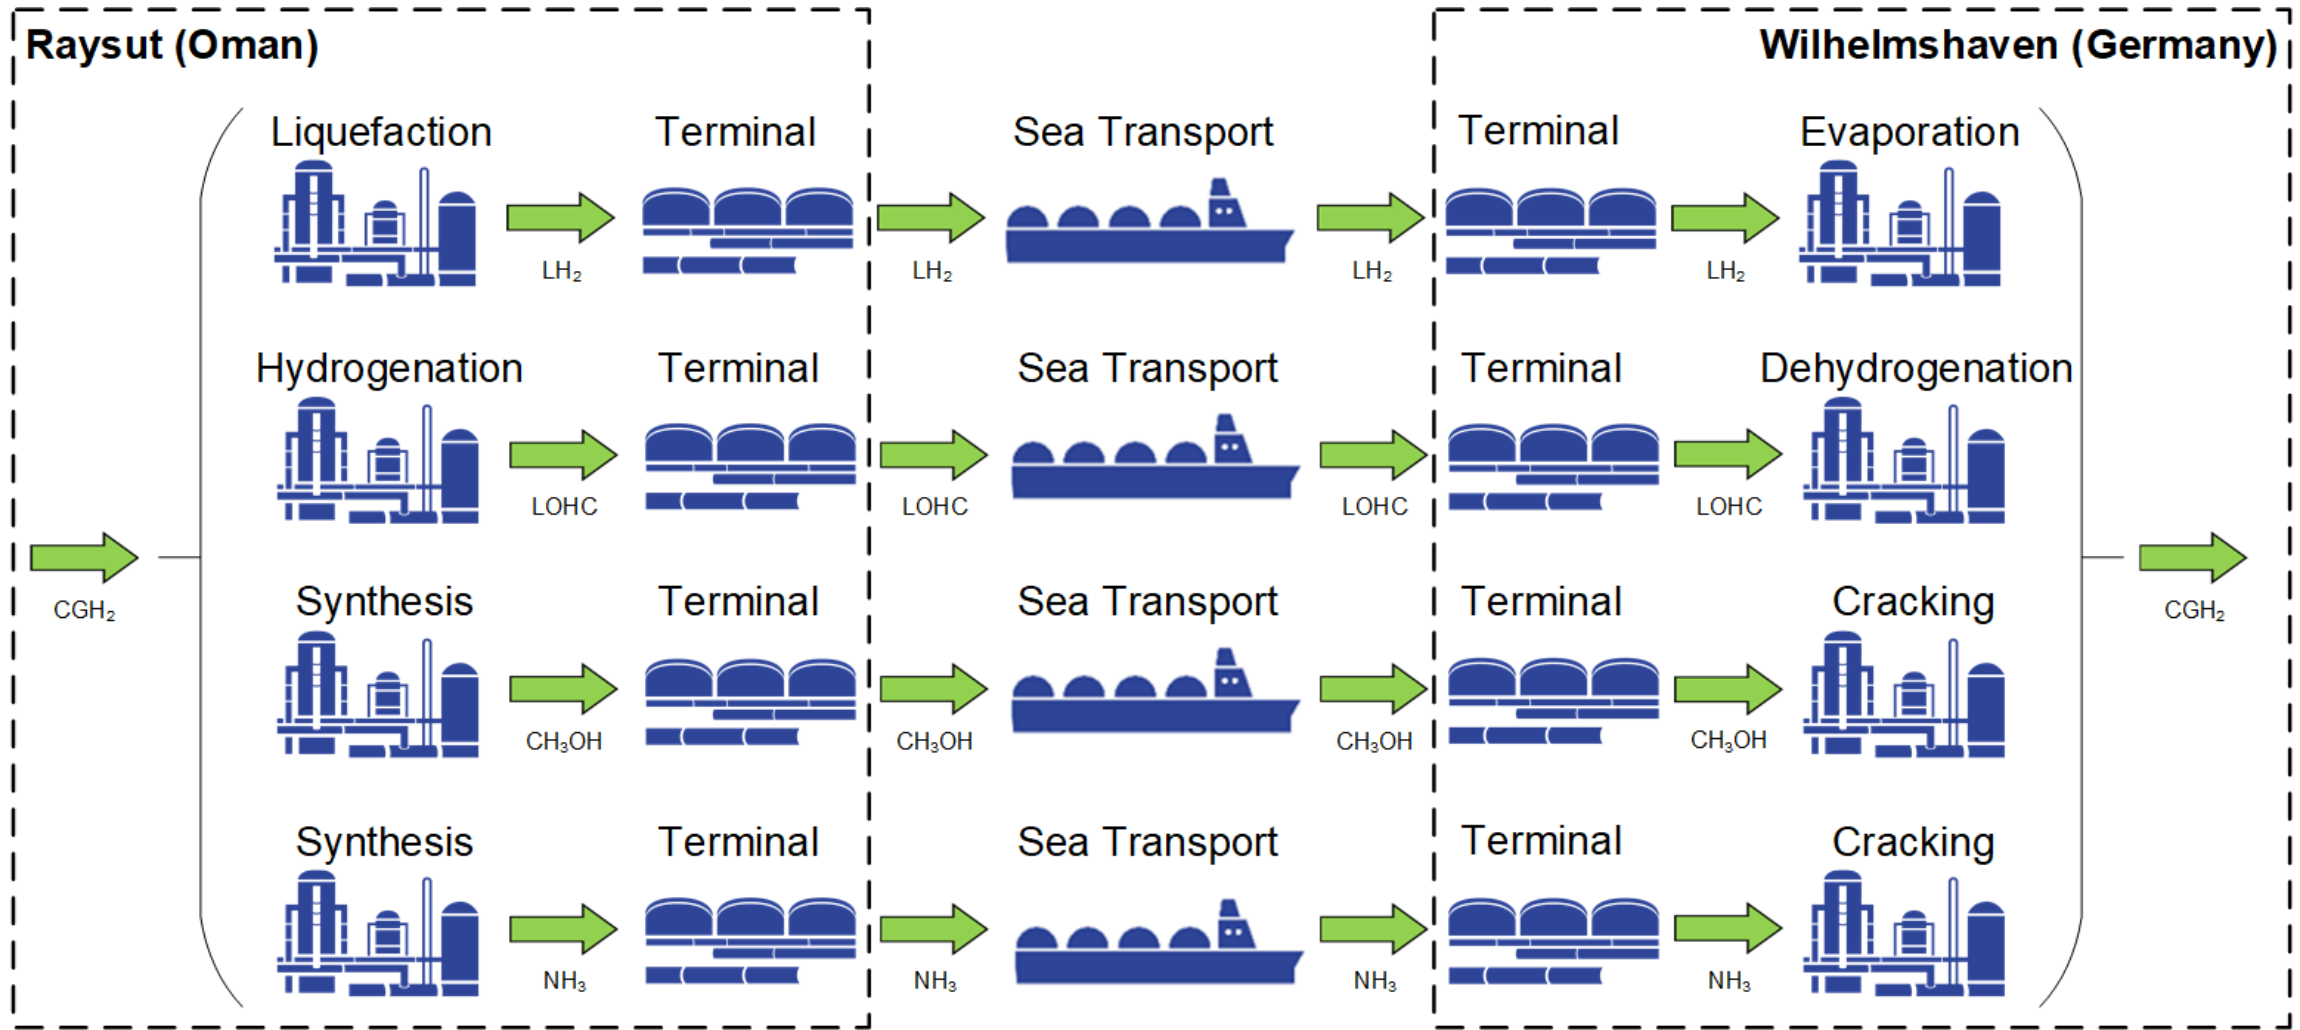 Raysut (Oman)
Wilhelmshaven (Germany)
Liquefaction
Terminal
Sea Transport
Terminal
Evaporation
LH₂
LH₂
LH₂
LH₂
Hydrogenation
Terminal
Sea Transport
Terminal
Dehydrogenation
LOHC
LOHC
LOHC
LOHC
CGH₂
CGH₂
Synthesis
Terminal
Sea Transport
Terminal
Cracking
CH₃OH
CH₃OH
CH₃OH
CH₃OH
Synthesis
Terminal
Sea Transport
Terminal
Cracking
NH₃
NH₃
NH₃
NH₃